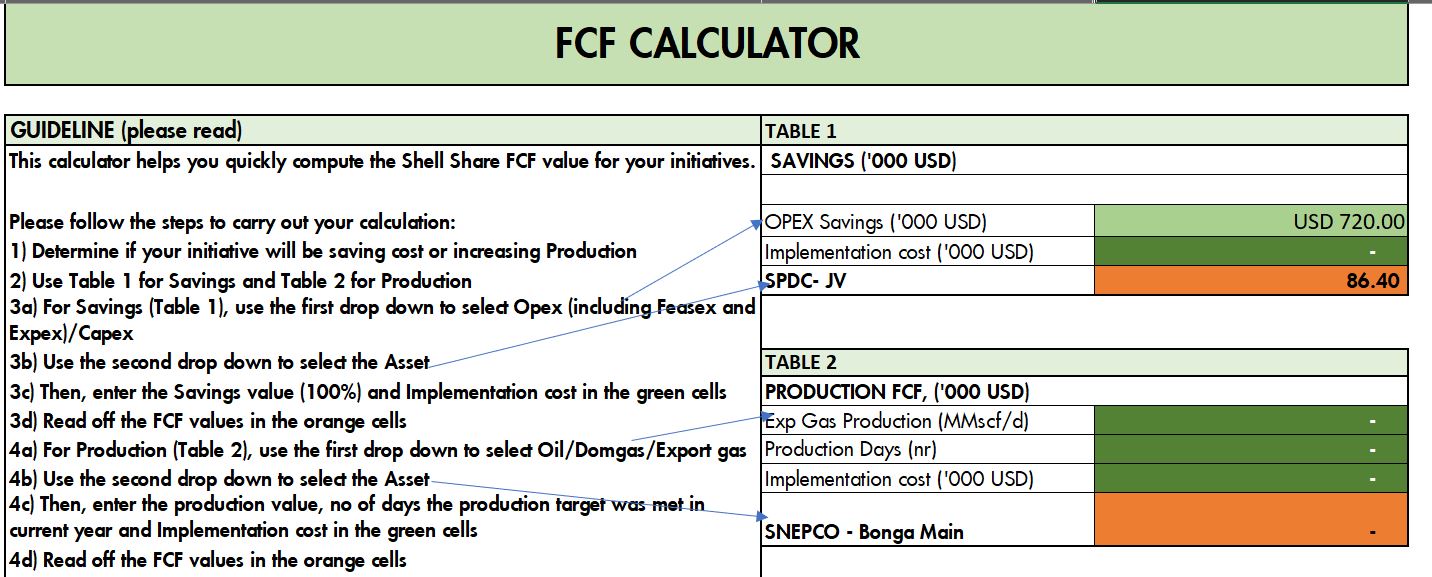 FCF CALCULATOR
GUIDELINE (please read)
This calculator helps you quickly compute the Shell Share FCF value for your initiatives.
Please follow the steps to carry out your calculation:
1) Determine if your initiative will be saving cost or increasing Production
2) Use Table 1 for Savings and Table 2 for Production
3a) For Savings (Table 1), use the first drop down to select Opex (including Feasex and
Expex)/Capex
3b) Use the second drop down to select the Asset
3c) Then, enter the Savings value (100%) and Implementation cost in the green cells
3d) Read off the FCF values in the orange cells
4a) For Production (Table 2), use the first drop down to select Oil/Domgas/Export gas
4b) Use the second drop down to select the Asset
4c) Then, enter the production value, no of days the production target was met in
current year and Implementation cost in the green cells
4d) Read off the FCF values in the orange cells
TABLE 1
SAVINGS ('000 USD)
OPEX Savings ('000 USD) USD 720.00
Implementation cost ('000 USD) -
SPDC- JV 86.40
TABLE 2
PRODUCTION FCF, ('000 USD)
Exp Gas Production (MMscf/d) -
Production Days (nr) -
Implementation cost ('000 USD) -
SNEPCO - Bonga Main -